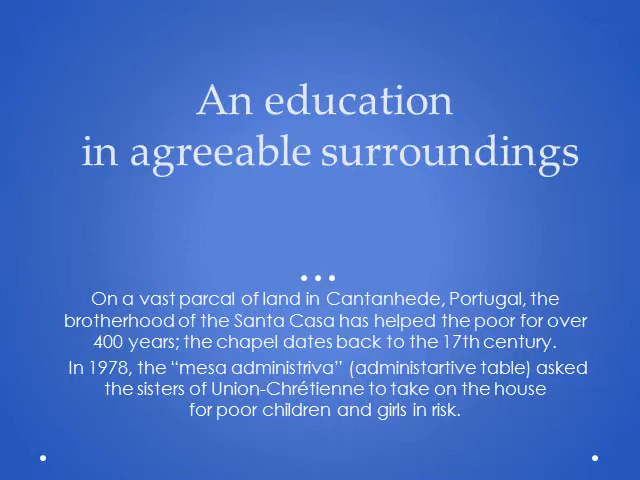 An education
in agreeable surroundings
On a vast parcal of land in Cantanhede, Portugal, the
brotherhood of the Santa Casa has helped the poor for over
400 years; the chapel dates back to the 17th century.
In 1978, the “mesa administriva” (administartive table) asked
the sisters of Union-Chrétienne to take on the house
for poor children and girls in risk.